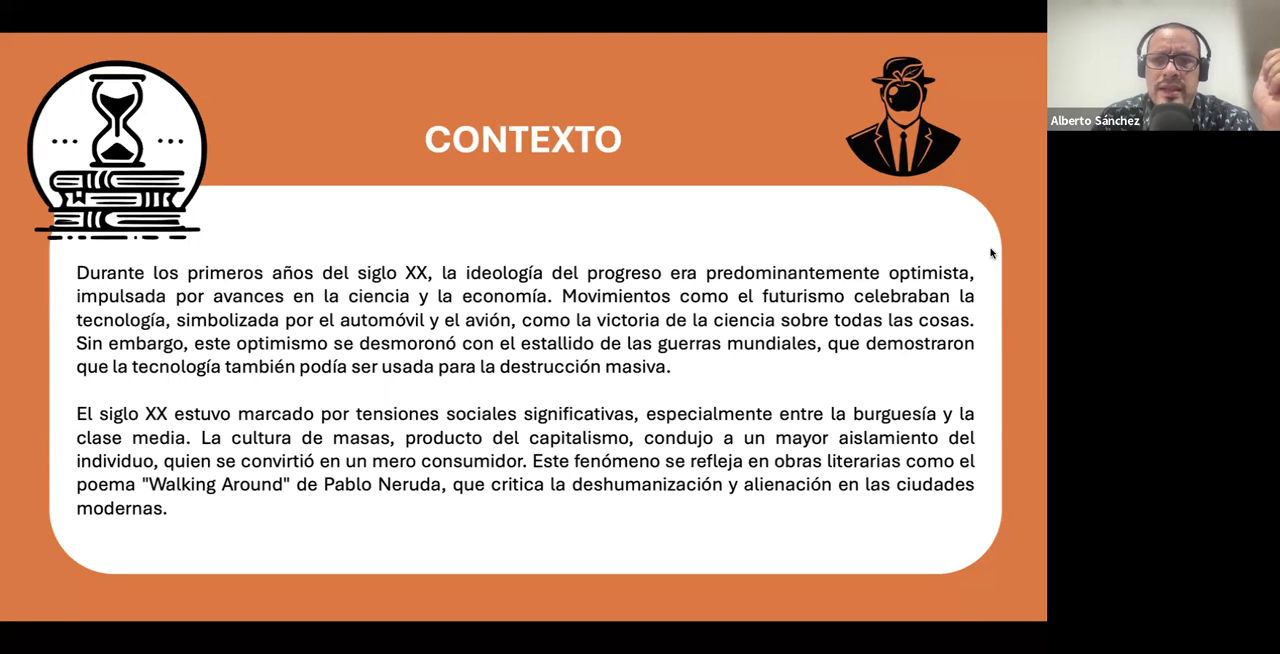 CONTEXTO
Alberto Sánchez
Durante los primeros años del siglo XX, la ideología del progreso era predominantemente optimista,
impulsada por avances en la ciencia y la economía. Movimientos como el futurismo celebraban la
tecnología, simbolizada por el automóvil y el avión, como la victoria de la ciencia sobre todas las cosas.
Sin embargo, este optimismo se desmoronó con el estallido de las guerras mundiales, que demostraron
que la tecnología también podía ser usada para la destrucción masiva.
El siglo XX estuvo marcado por tensiones sociales significativas, especialmente entre la burguesía y la
clase media. La cultura de masas, producto del capitalismo, condujo a un mayor aislamiento del
individuo, quien se convirtió en un mero consumidor. Este fenómeno se refleja en obras literarias como el
poema "Walking Around" de Pablo Neruda, que critica la deshumanización y alienación en las ciudades
modernas.